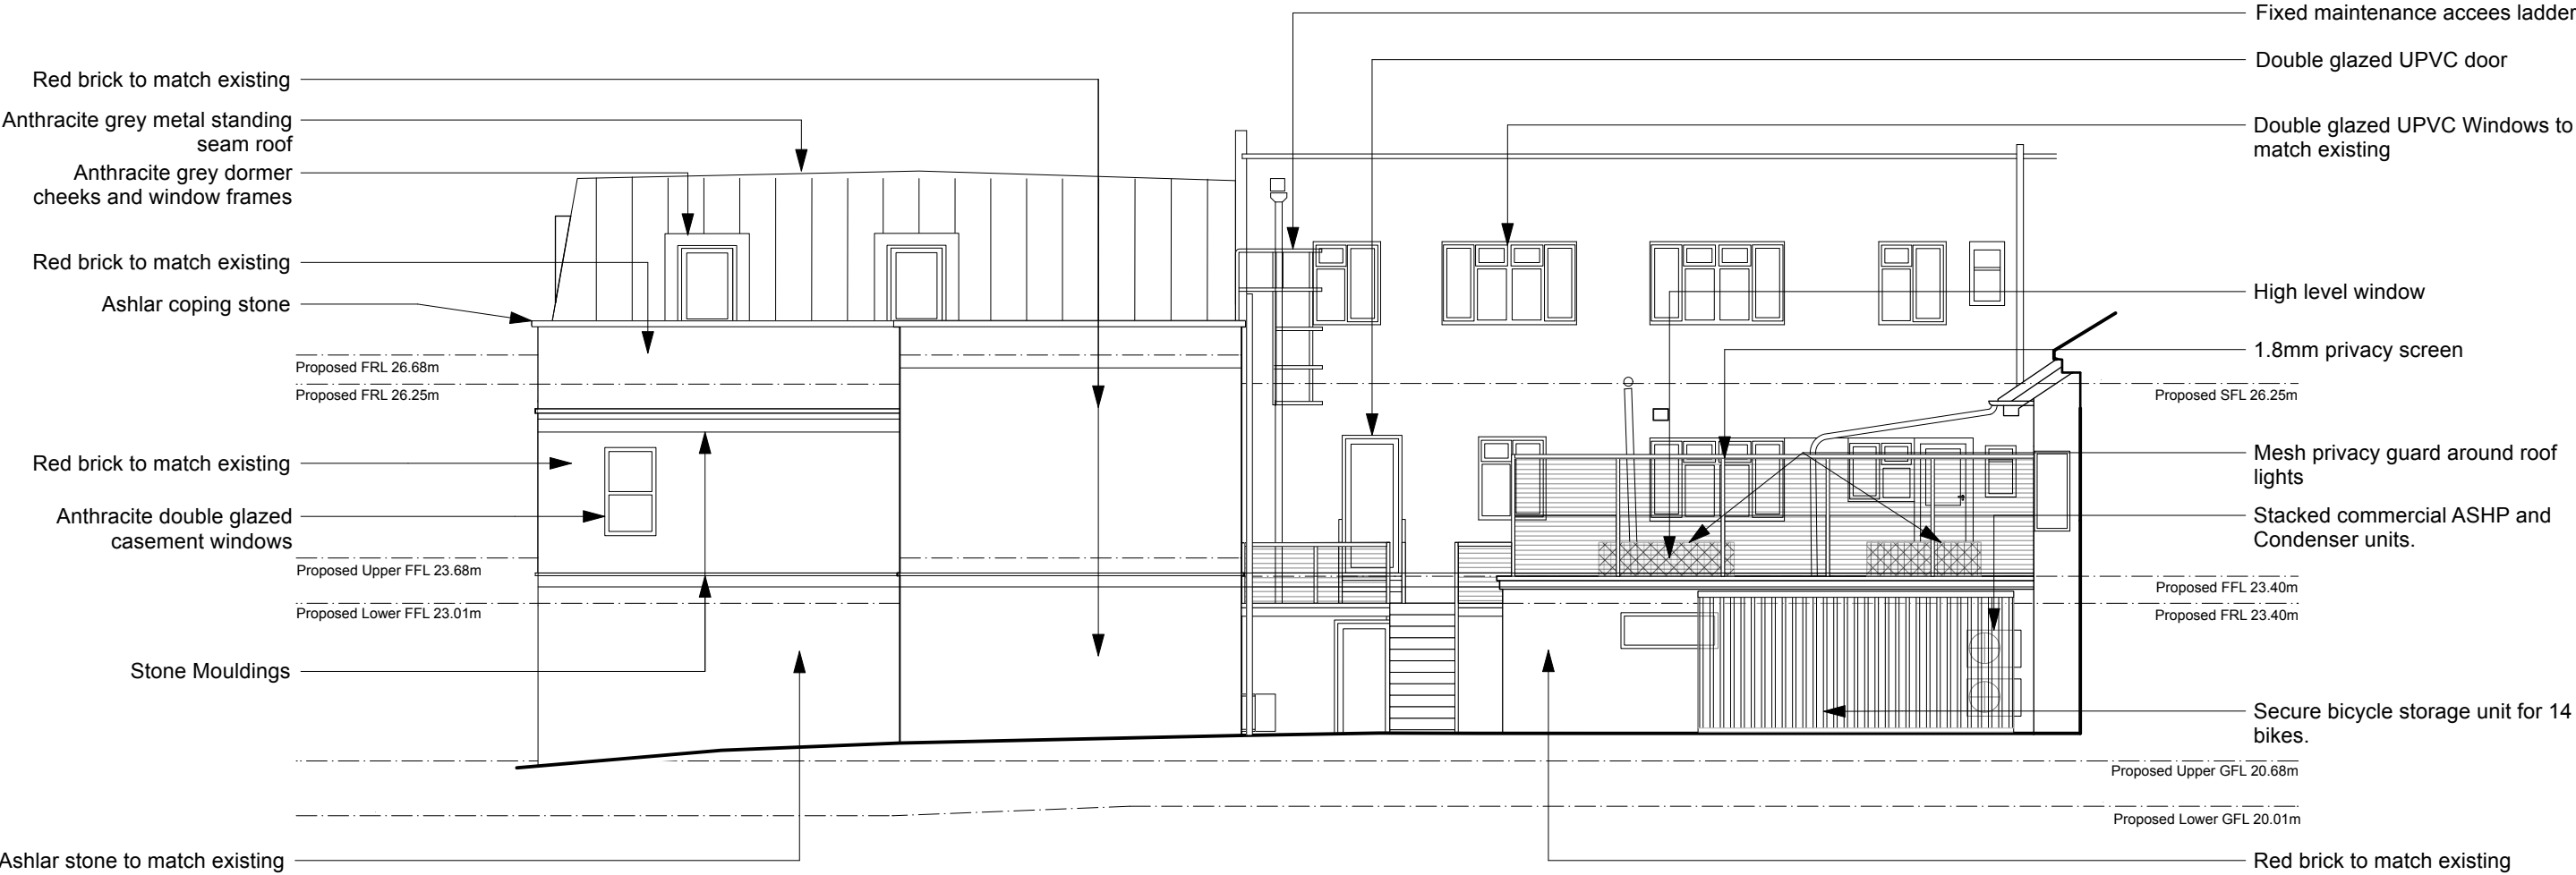 Fixed maintenance accees ladder
Double glazed UPVC door
Red brick to match existing
Anthracite grey metal standing
seam roof
Double glazed UPVC Windows to
match existing
Anthracite grey dormer
cheeks and window frames
Red brick to match existing
Ashlar coping stone
High level window
1.8mm privacy screen
Proposed FRL 26.68m
Proposed FRL 26.25m
Proposed SFL 26.25m
Red brick to match existing
Mesh privacy guard around roof
lights
Anthracite double glazed
casement windows
Stacked commercial ASHP and
Condenser units.
Proposed Upper FFL 23.68m
Proposed FFL 23.40m
Proposed Lower FFL 23.01m
Proposed FRL 23.40m
Stone Mouldings
Secure bicycle storage unit for 14
bikes.
Proposed Upper GFL 20.68m
Proposed Lower GFL 20.01m
Ashlar stone to match existing
Red brick to match existing